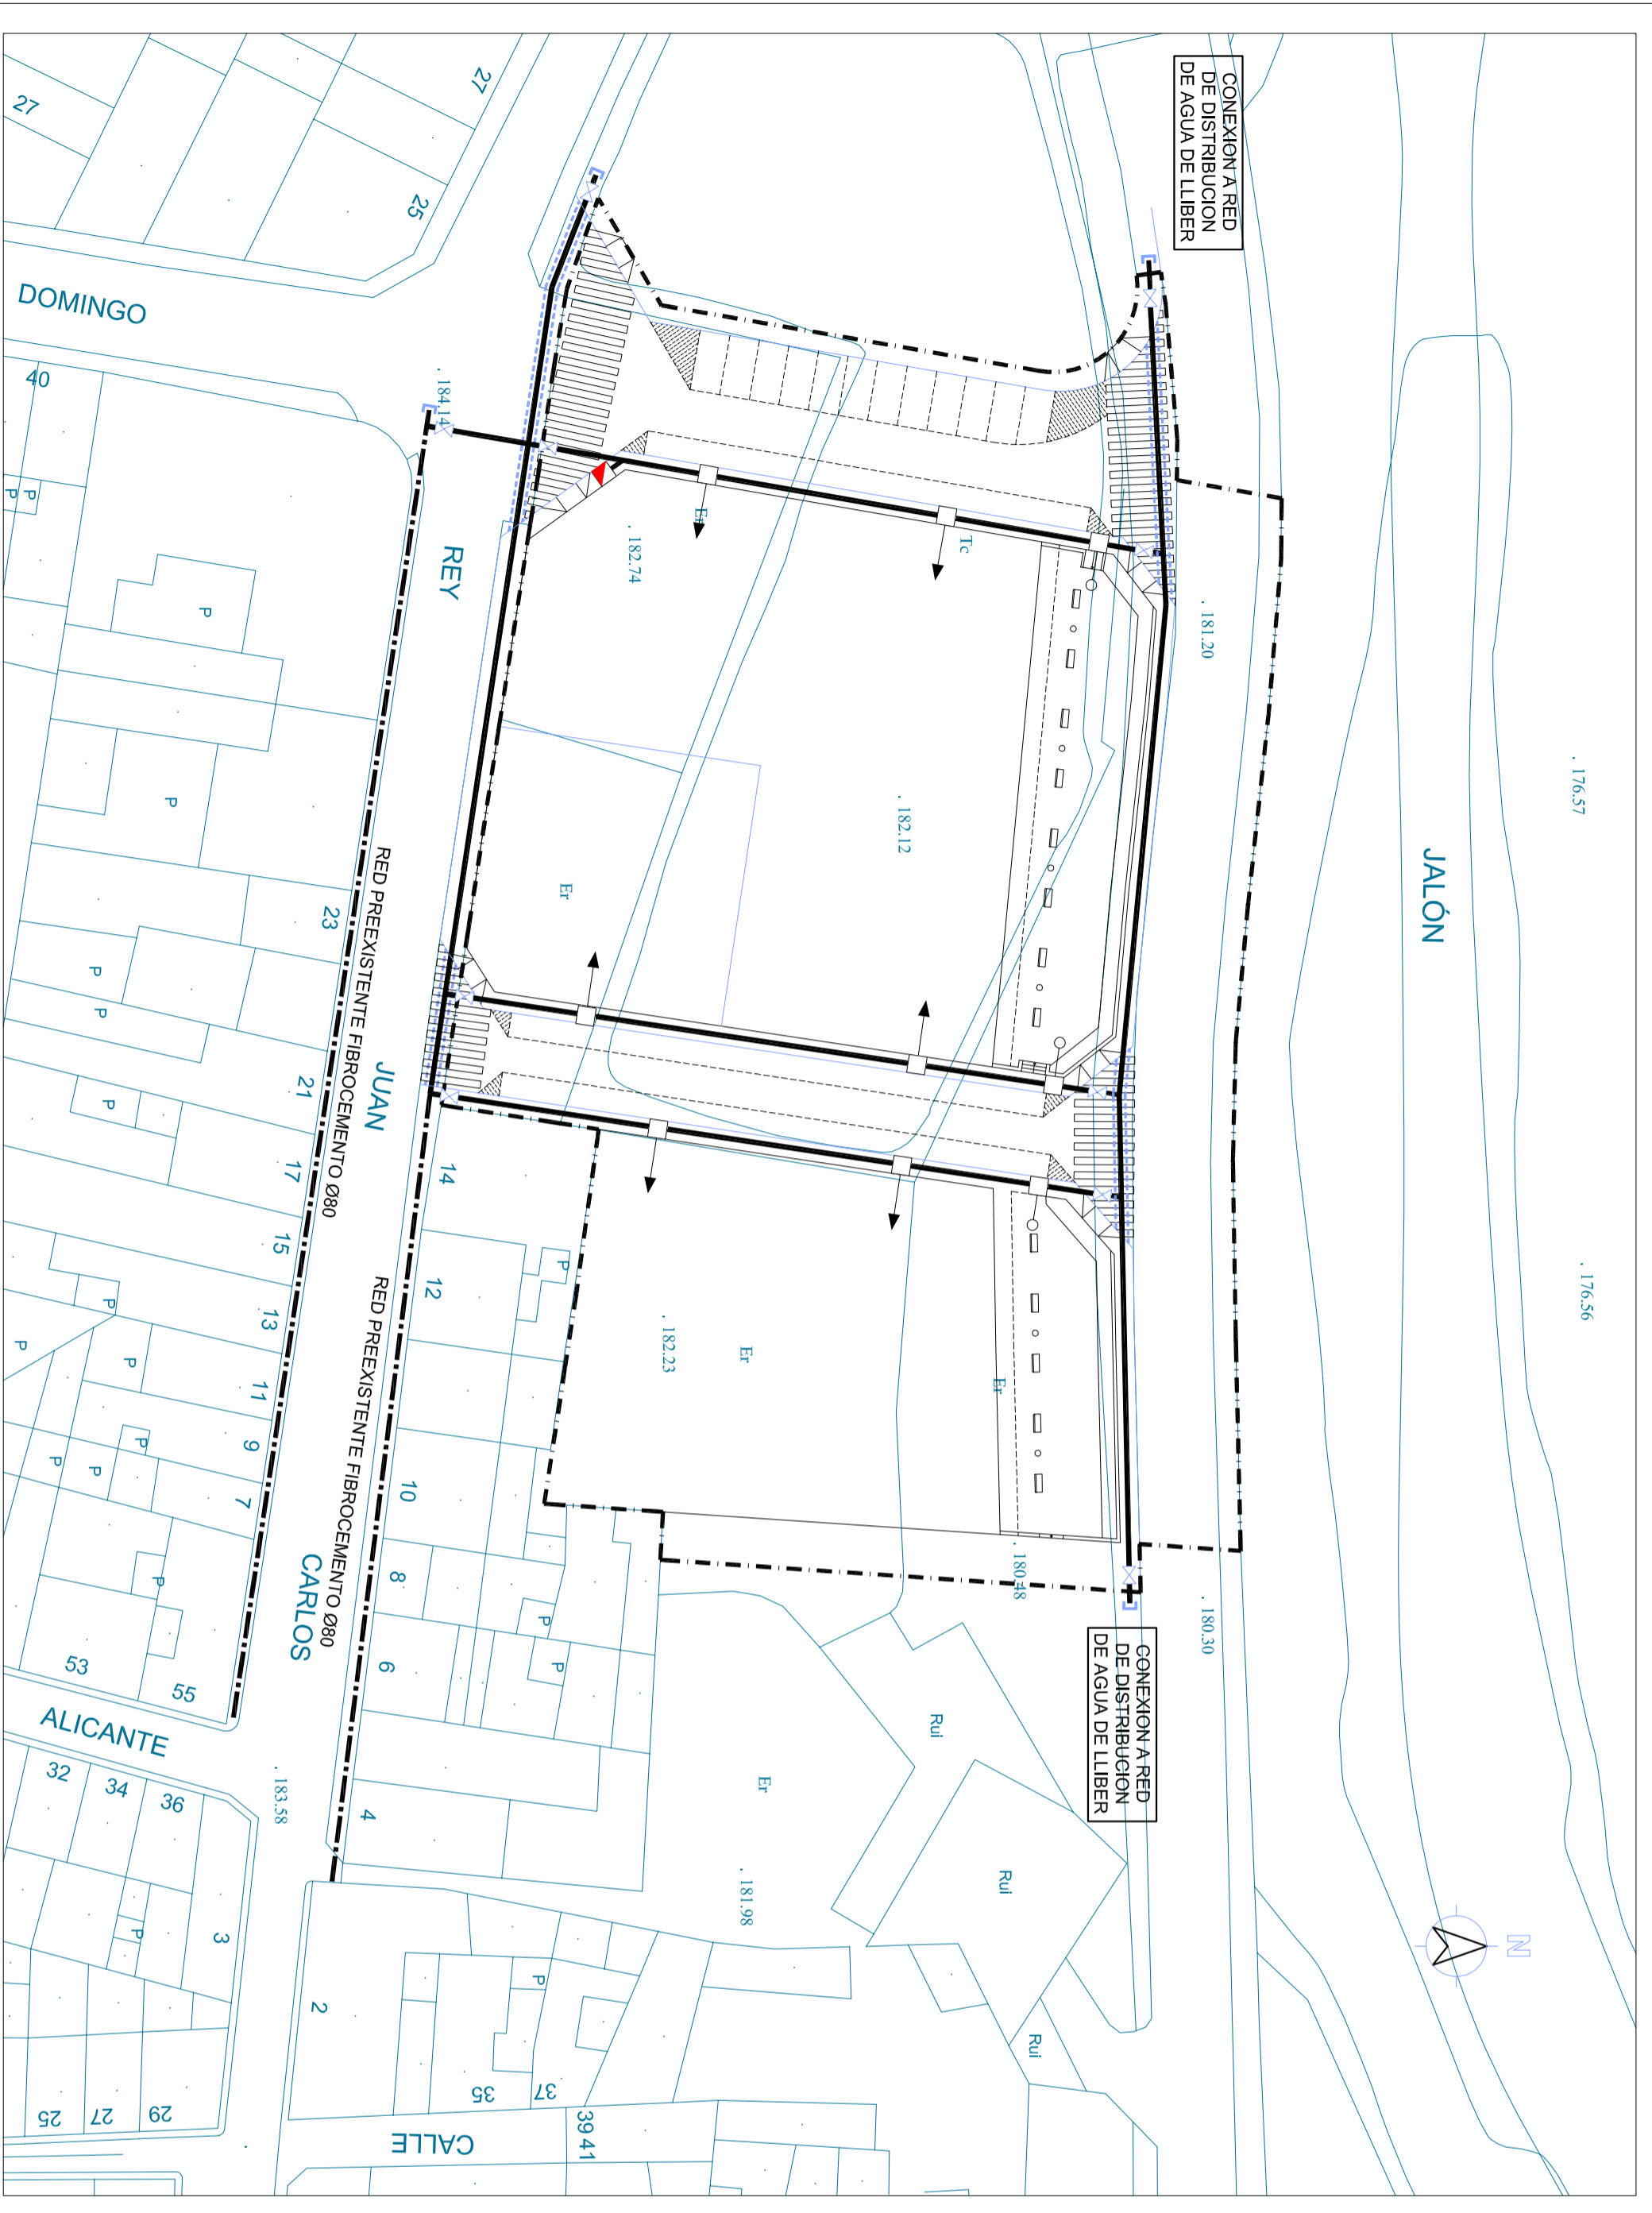 CONEXION A RED
DE DISTRIBUCION
DE AGUA DE LLIBER
27
27
25
DOMINGO
40
. 184.14
P
P
REY
P
P
Er
Tc
. 182.74
. 181.20
. 176.57
JALÓN
. 182.12
Er
RED PREEXISTENTE FIBROCEMENTO Ø80
23
P
P
21
JUAN
P
17
14
15
12
P
13
P
P
P
11
. 182.23
Er
Er
. 176.56
RED PREEXISTENTE FIBROCEMENTO Ø80
9
P
P
P
7
10
8
CARLOS
. 180.48
. 180.30
P
P
P
6
53
55
ALICANTE
CONEXION A RED
DE DISTRIBUCION
DE AGUA DE LLIBER
Rui
Er
4
32
34
36
. 183.58
3
P
. 181.98
Rui
N
P
2
Rui
35
37
25
27
29
3941
CALLE